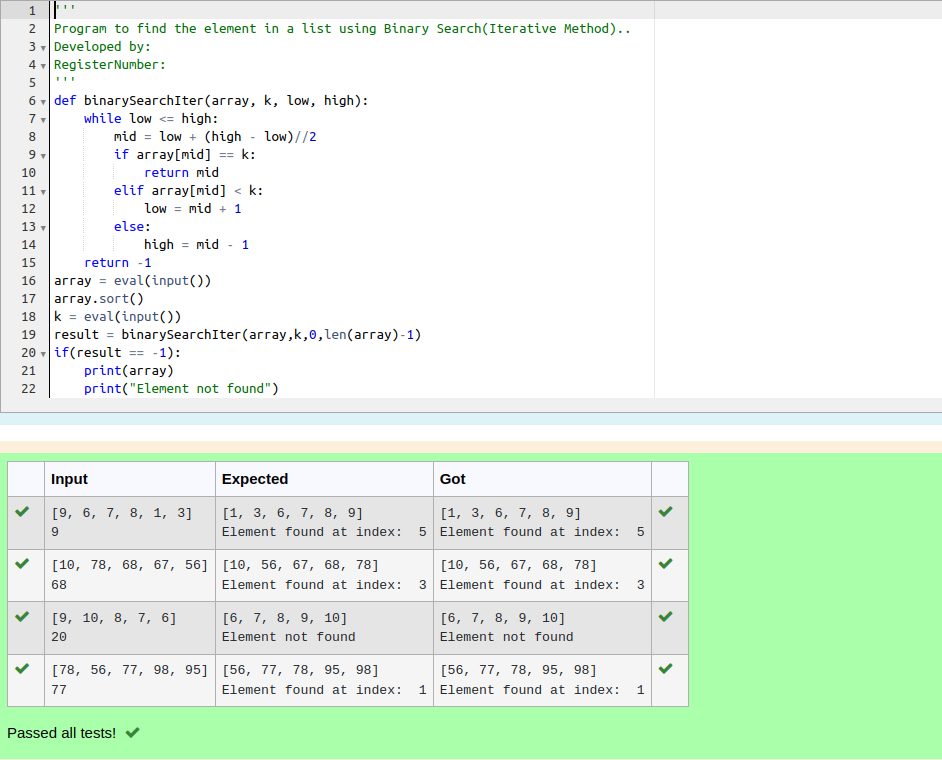 1 '''
2 Program to find the element in a list using Binary Search(Iterative Method)..
3 Developed by:
4 RegisterNumber:
5 '''
6 def binarySearchIter(array, k, low, high):
7     while low <= high:
8         mid = low + (high - low)//2
9         if array[mid] == k:
10             return mid
11         elif array[mid] < k:
12             low = mid + 1
13         else:
14             high = mid - 1
15     return -1
16 array = eval(input())
17 array.sort()
18 k = eval(input())
19 result = binarySearchIter(array,k,0,len(array)-1)
20 if(result == -1):
21     print(array)
22     print("Element not found")
Input Expected Got
[9, 6, 7, 8, 1, 3] [1, 3, 6, 7, 8, 9] [1, 3, 6, 7, 8, 9]
9 Element found at index:  5 Element found at index:  5
[10, 78, 68, 67, 56] [10, 56, 67, 68, 78] [10, 56, 67, 68, 78]
68 Element found at index:  3 Element found at index:  3
[9, 10, 8, 7, 6] [6, 7, 8, 9, 10] [6, 7, 8, 9, 10]
20 Element not found Element not found
[78, 56, 77, 98, 95] [56, 77, 78, 95, 98] [56, 77, 78, 95, 98]
77 Element found at index:  1 Element found at index:  1
Passed all tests!